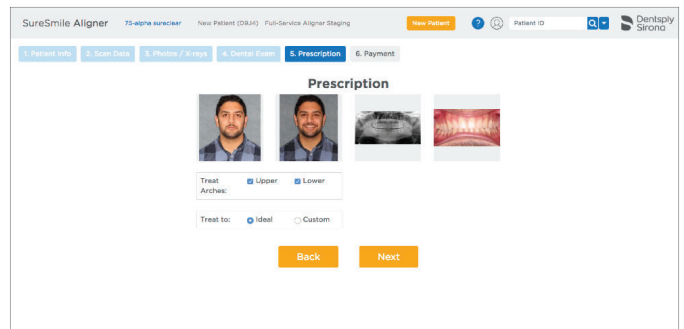 SureSmile Aligner 75-alpha sureclear New Patient (D9J4) Full-Service Aligner Staging New Patient ? Patient ID Dentsply Sirona
1. Patient Info 2. Scan Data 3. Photos / X-rays 4. Dental Exam 5. Prescription 6. Payment
Prescription
Treat Arches: Upper Lower
Treat to: Ideal Custom
Back Next